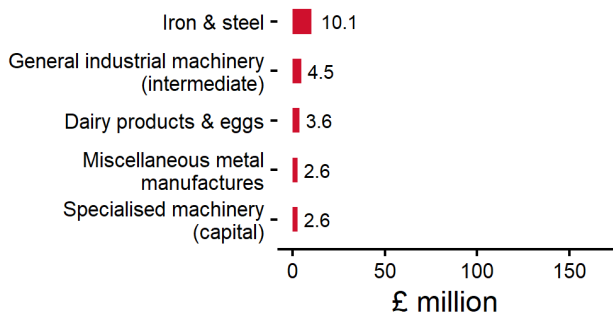 Iron & steel 10.1
General industrial machinery
(intermediate) 4.5
Dairy products & eggs 3.6
Miscellaneous metal
manufactures 2.6
Specialised machinery
(capital) 2.6
0 50 100 150
£ million